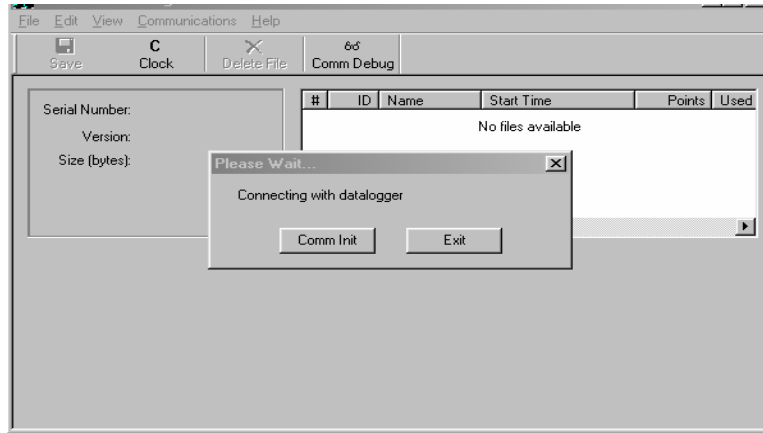 File Edit View Communications Help
Save
C
Clock
Delete File
Comm Debug
Serial Number:
Version:
Size (bytes):
# ID Name Start Time Points Used
No files available
Please Wait...
Connecting with datalogger
Comm Init Exit